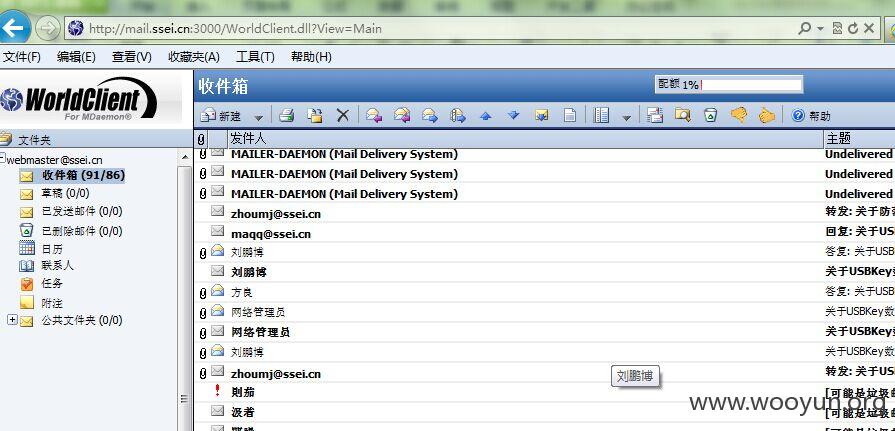 http://mail.ssei.cn:3000/WorldClient.dll?View=Main
文件(F) 编辑(E) 查看(V) 收藏夹(A) 工具(T) 帮助(H)
WorldClient
For MDaemon®
收件箱
配额 1%
新建
帮助
文件夹
发件人 主题
webmaster@ssei.cn
收件箱 (91/86)
草稿 (0/0)
已发送邮件 (0/0)
已删除邮件 (0/0)
日历
联系人
任务
附注
公共文件夹 (0/0)
MAILER-DAEMON (Mail Delivery System) Undelivered
MAILER-DAEMON (Mail Delivery System) Undelivered
MAILER-DAEMON (Mail Delivery System) Undelivered
zhoumj@ssei.cn 转发: 关于防
maqq@ssei.cn 回复: 关于USB
刘鹏博 答复: 关于USB
刘鹏博 关于USBKey
方良 答复: 关于USB
网络管理员 关于USBKey数
网络管理员 关于USBKey数
刘鹏博 关于USBKey数
zhoumj@ssei.cn 转发: 关于USB
刘鹏博
荝茄 [可能是垃圾
汲着 [可能是垃圾
www.wooyun.org